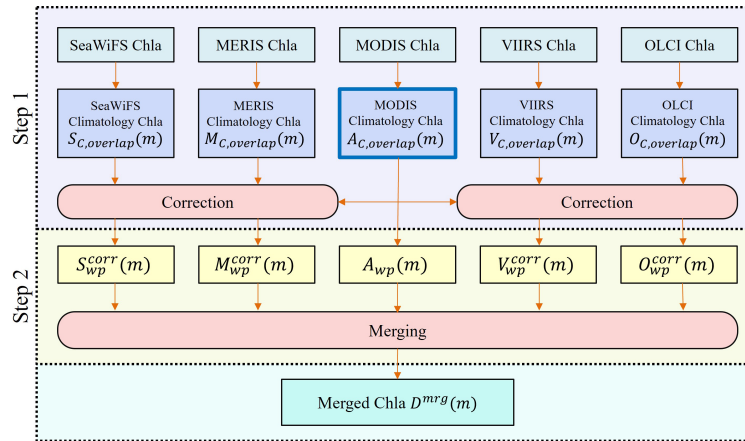 Step 1
SeaWiFS Chla
MERIS Chla
MODIS Chla
VIIRS Chla
OLCI Chla
SeaWiFS
Climatology Chla
S_{C,overlap}(m)
MERIS
Climatology Chla
M_{C,overlap}(m)
MODIS
Climatology Chla
A_{C,overlap}(m)
VIIRS
Climatology Chla
V_{C,overlap}(m)
OLCI
Climatology Chla
O_{C,overlap}(m)
Correction
Correction
Step 2
S_{wp}^{corr}(m)
M_{wp}^{corr}(m)
A_{wp}(m)
V_{wp}^{corr}(m)
O_{wp}^{corr}(m)
Merging
Merged Chla D^{mrg}(m)